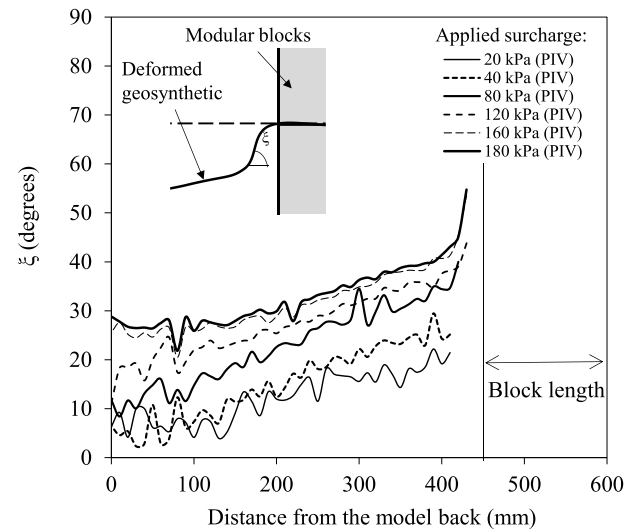 90
80
70
60
50
40
30
20
10
0
ξ (degrees)
Modular blocks
Deformed
geosynthetic
ξ
Applied surcharge:
20 kPa (PIV)
40 kPa (PIV)
80 kPa (PIV)
120 kPa (PIV)
160 kPa (PIV)
180 kPa (PIV)
Block length
0 100 200 300 400 500 600
Distance from the model back (mm)